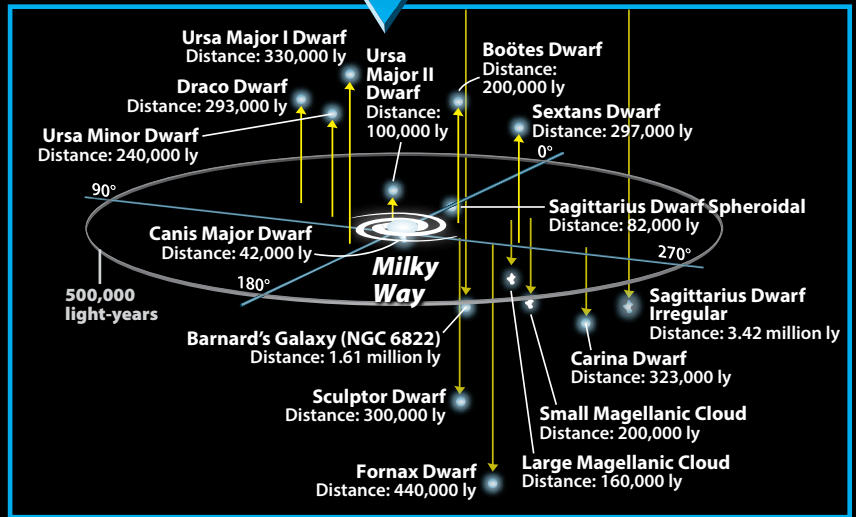 Ursa Major I Dwarf
Distance: 330,000 ly
Ursa
Major II
Dwarf
Distance:
100,000 ly
Boötes Dwarf
Distance:
200,000 ly
Draco Dwarf
Distance: 293,000 ly
Sextans Dwarf
Distance: 297,000 ly
Ursa Minor Dwarf
Distance: 240,000 ly
0°
90°
Sagittarius Dwarf Spheroidal
Distance: 82,000 ly
Canis Major Dwarf
Distance: 42,000 ly
270°
Milky
Way
180°
500,000
light-years
Sagittarius Dwarf
Irregular
Distance: 3.42 million ly
Barnard's Galaxy (NGC 6822)
Distance: 1.61 million ly
Carina Dwarf
Distance: 323,000 ly
Sculptor Dwarf
Distance: 300,000 ly
Small Magellanic Cloud
Distance: 200,000 ly
Large Magellanic Cloud
Distance: 160,000 ly
Fornax Dwarf
Distance: 440,000 ly